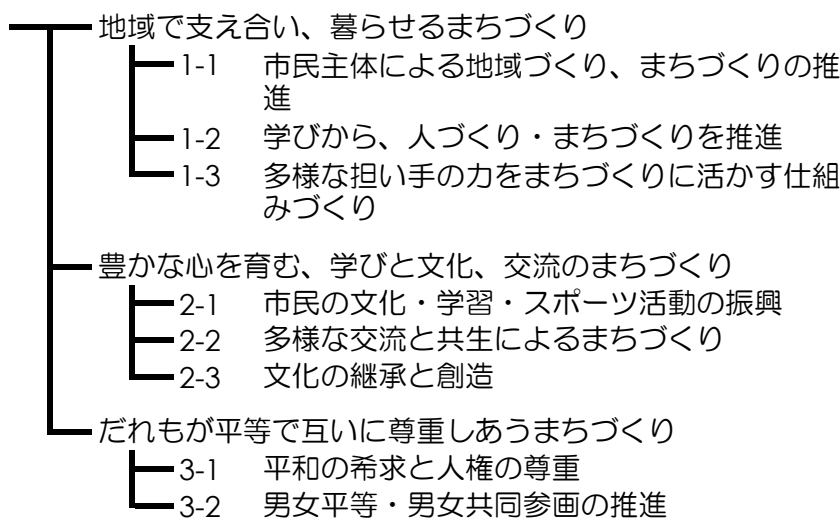 地域で支え合い、暮らせるまちづくり
1-1 市民主体による地域づくり、まちづくりの推
進
1-2 学びから、人づくり・まちづくりを推進
1-3 多様な担い手の力をまちづくりに活かす仕組
みづくり
豊かな心を育む、学びと文化、交流のまちづくり
2-1 市民の文化・学習・スポーツ活動の振興
2-2 多様な交流と共生によるまちづくり
2-3 文化の継承と創造
だれもが平等で互いに尊重しあうまちづくり
3-1 平和の希求と人権の尊重
3-2 男女平等・男女共同参画の推進